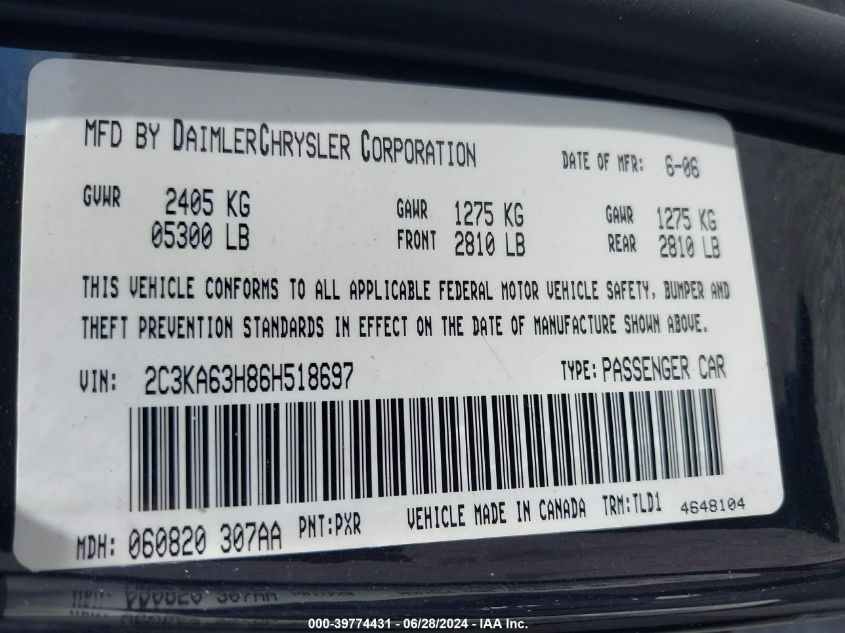 MFD BY DAIMLERCHRYSLER CORPORATION DATE OF MFR: 6-06
GVWR 2405 KG GAWR 1275 KG GAWR 1275 KG
05300 LB FRONT 2810 LB REAR 2810 LB
THIS VEHICLE CONFORMS TO ALL APPLICABLE FEDERAL MOTOR VEHICLE SAFETY, BUMPER AND
THEFT PREVENTION STANDARDS IN EFFECT ON THE DATE OF MANUFACTURE SHOWN ABOVE.
VIN: 2C3KA63H86H518697 TYPE: PASSENGER CAR
MDH: 060820 307AA PNT:PXR VEHICLE MADE IN CANADA TRM:TLD1 4648104
000-39774431 - 06/28/2024 - IAA Inc.